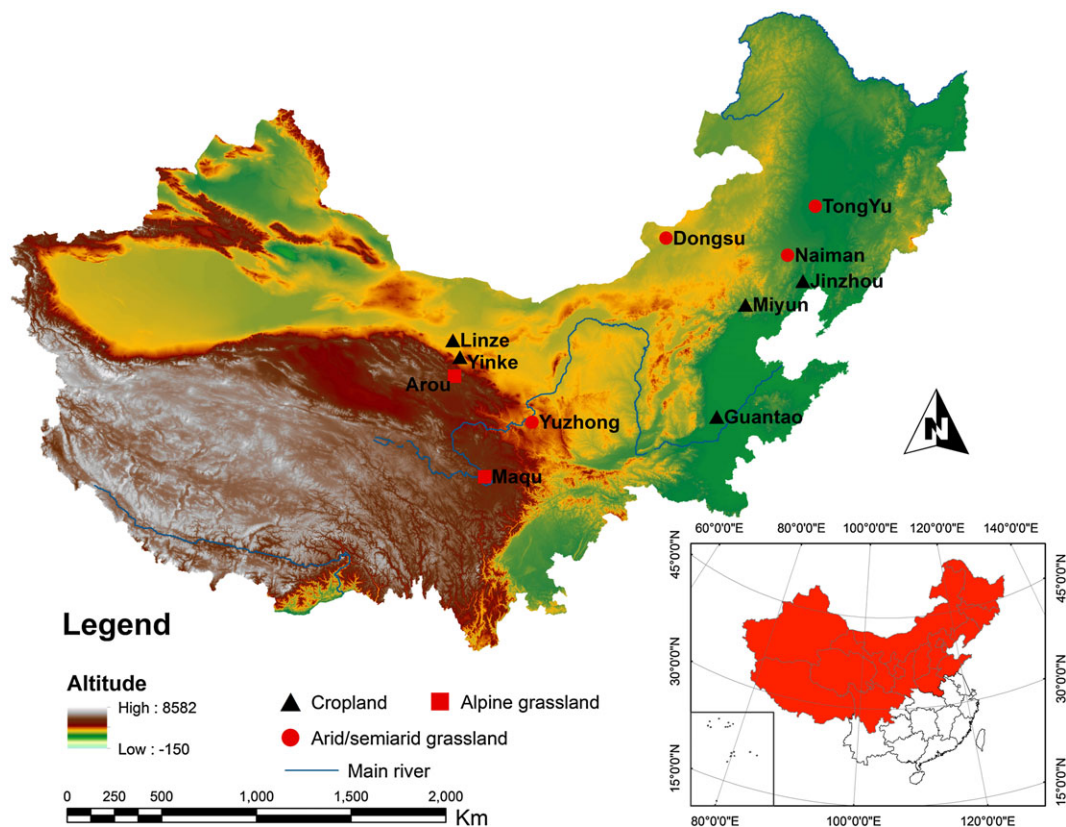 TongYu
Dongsu
Naiman
Jinzhou
Miyun
Linze
Yinke
Arou
Yuzhong
Guantao
Maqu
N
Legend
Altitude
High : 8582
Low : -150
Cropland
Alpine grassland
Arid/semiarid grassland
Main river
0 250 500 1,000 1,500 2,000
Km
60°0'0"E 80°0'0"E 100°0'0"E 120°0'0"E 140°0'0"E
45°0'0"N
30°0'0"N
15°0'0"N
45°0'0"N
30°0'0"N
15°0'0"N
80°0'0"E 100°0'0"E 120°0'0"E